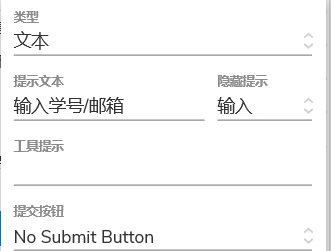 类型
文本
提示文本 隐藏提示
输入学号/邮箱 输入
工具提示
提交按钮
No Submit Button